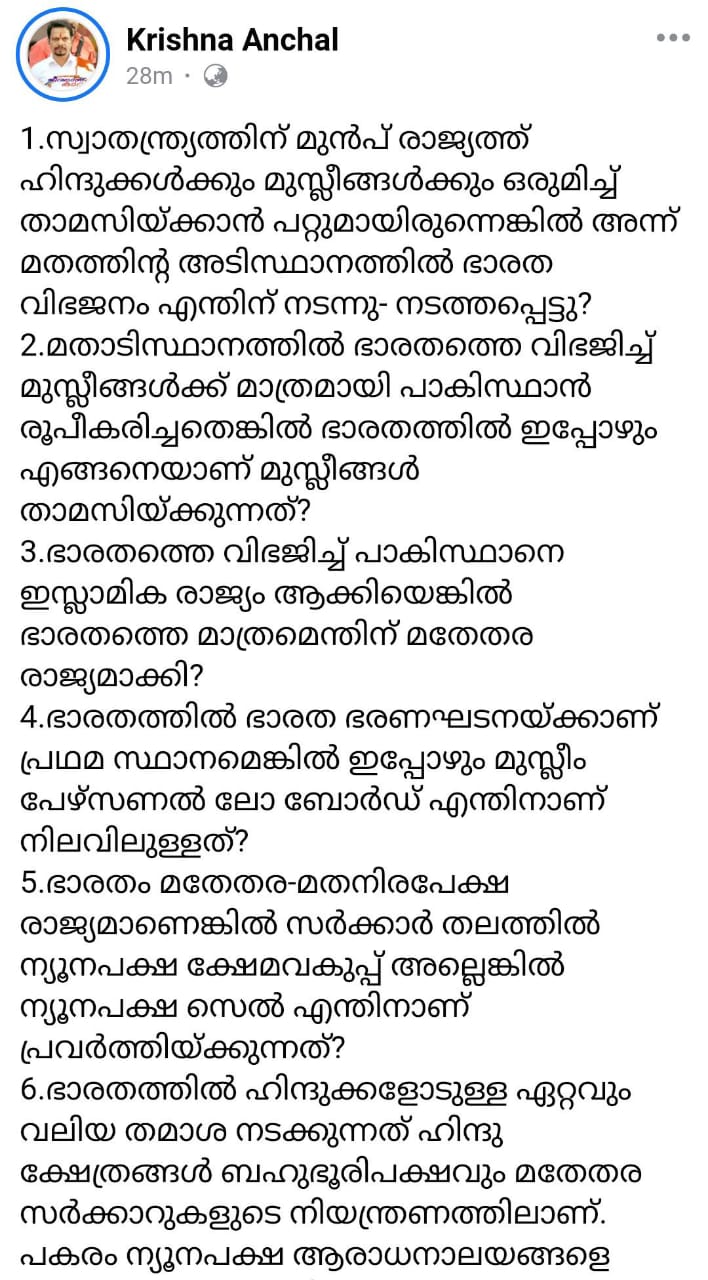 Krishna Anchal
28m
1.സ്വാതന്ത്ര്യത്തിന് മുൻപ് രാജ്യത്ത്
ഹിന്ദുക്കൾക്കും മുസ്ലീങ്ങൾക്കും ഒരുമിച്ച്
താമസിയ്ക്കാൻ പറ്റുമായിരുന്നെങ്കിൽ അന്ന്
മതത്തിന്റ അടിസ്ഥാനത്തിൽ ഭാരത
വിഭജനം എന്തിന് നടന്നു- നടത്തപ്പെട്ടു?
2.മതാടിസ്ഥാനത്തിൽ ഭാരതത്തെ വിഭജിച്ച്
മുസ്ലീങ്ങൾക്ക് മാത്രമായി പാകിസ്ഥാൻ
രൂപീകരിച്ചതെങ്കിൽ ഭാരതത്തിൽ ഇപ്പോഴും
എങ്ങനെയാണ് മുസ്ലീങ്ങൾ
താമസിയ്ക്കുന്നത്?
3.ഭാരതത്തെ വിഭജിച്ച് പാകിസ്ഥാനെ
ഇസ്ലാമിക രാജ്യം ആക്കിയെങ്കിൽ
ഭാരതത്തെ മാത്രമെന്തിന് മതേതര
രാജ്യമാക്കി?
4.ഭാരതത്തിൽ ഭാരത ഭരണഘടനയ്ക്കാണ്
പ്രഥമ സ്ഥാനമെങ്കിൽ ഇപ്പോഴും മുസ്ലീം
പേഴ്സണൽ ലോ ബോർഡ് എന്തിനാണ്
നിലവിലുള്ളത്?
5.ഭാരതം മതേതര-മതനിരപേക്ഷ
രാജ്യമാണെങ്കിൽ സർക്കാർ തലത്തിൽ
ന്യൂനപക്ഷ ക്ഷേമവകുപ്പ് അല്ലെങ്കിൽ
ന്യൂനപക്ഷ സെൽ എന്തിനാണ്
പ്രവർത്തിയ്ക്കുന്നത്?
6.ഭാരതത്തിൽ ഹിന്ദുക്കളോടുള്ള ഏറ്റവും
വലിയ തമാശ നടക്കുന്നത് ഹിന്ദു
ക്ഷേത്രങ്ങൾ ബഹുഭൂരിപക്ഷവും മതേതര
സർക്കാറുകളുടെ നിയന്ത്രണത്തിലാണ്.
പകരം ന്യൂനപക്ഷ ആരാധനാലയങ്ങളെ